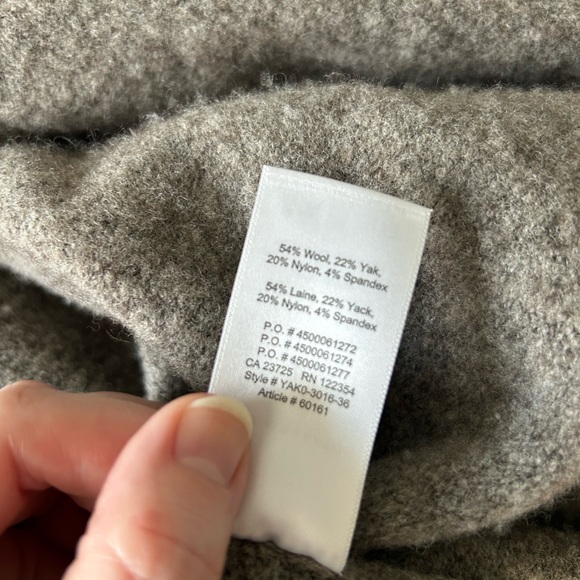 54% Wool, 22% Yak,
20% Nylon, 4% Spandex
54% Laine, 22% Yack,
20% Nylon, 4% Spandex
P.O. # 4500061272
P.O. # 4500061274
P.O. # 4500061277
CA 23725 RN 122354
Style # YAK0-3016-36
Article # 60161